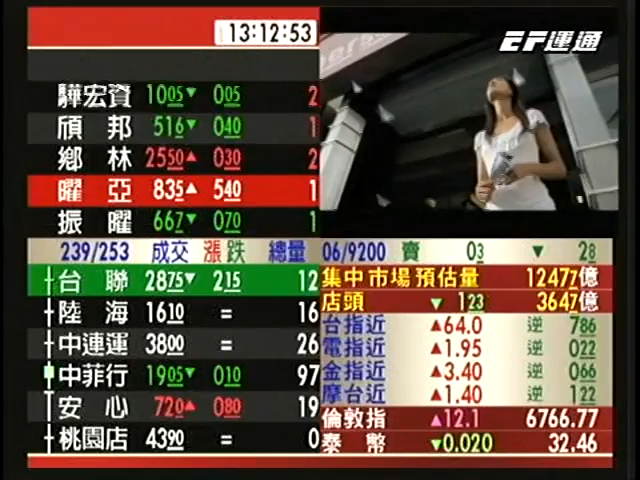 13:12:53
EF運通
驊宏資 1005▼ 005 2
頎邦 516▼ 040 1
鄉林 2550▲ 030 2
曜亞 835▲ 540 1
振曜 667▼ 070 1
239/253 成交 漲跌 總量
台聯 2875▼ 215 12
陸海 1610 = 16
中連運 3800 = 26
中菲行 1905▼ 010 97
安心 720▲ 080 19
桃園店 4390 = 0
06/9200 賣 03 ▼ 28
集中市場預估量 12477億
店頭 ▼ 123 3647億
台指近 ▲64.0 逆 786
電指近 ▲1.95 逆 022
金指近 ▲3.40 逆 066
摩台近 ▲1.40 逆 122
倫敦指 ▲12.1 6766.77
泰幣 ▼0.020 32.46